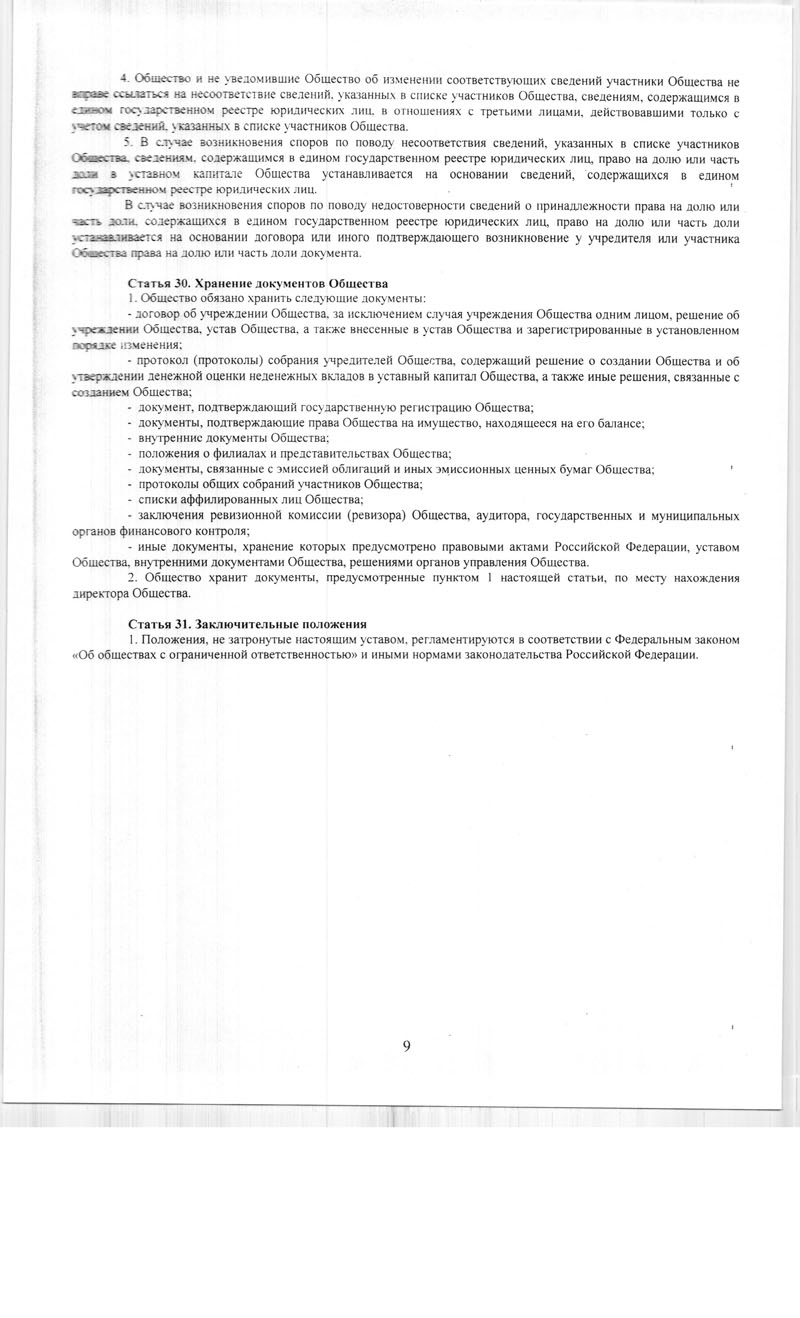 4. Общество и не уведомившие Общество об изменении соответствующих сведений участники Общества не
вправе ссылаться на несоответствие сведений, указанных в списке участников Общества, сведениям, содержащимся в
едином государственном реестре юридических лиц, в отношениях с третьими лицами, действовавшими только с
учетом сведений, указанных в списке участников Общества.
5. В случае возникновения споров по поводу несоответствия сведений, указанных в списке участников
Общества, сведениям, содержащимся в едином государственном реестре юридических лиц, право на долю или часть
доли в уставном капитале Общества устанавливается на основании сведений, содержащихся в едином
государственном реестре юридических лиц.
В случае возникновения споров по поводу недостоверности сведений о принадлежности права на долю или
часть доли, содержащихся в едином государственном реестре юридических лиц, право на долю или часть доли
устанавливается на основании договора или иного подтверждающего возникновение у учредителя или участника
Общества права на долю или часть доли документа.
Статья 30. Хранение документов Общества
1. Общество обязано хранить следующие документы:
- договор об учреждении Общества, за исключением случая учреждения Общества одним лицом, решение об
учреждении Общества, устав Общества, а также внесенные в устав Общества и зарегистрированные в установленном
порядке изменения;
- протокол (протоколы) собрания учредителей Общества, содержащий решение о создании Общества и об
утверждении денежной оценки неденежных вкладов в уставный капитал Общества, а также иные решения, связанные с
созданием Общества;
- документ, подтверждающий государственную регистрацию Общества;
- документы, подтверждающие права Общества на имущество, находящееся на его балансе;
- внутренние документы Общества;
- положения о филиалах и представительствах Общества;
- документы, связанные с эмиссией облигаций и иных эмиссионных ценных бумаг Общества;
- протоколы общих собраний участников Общества;
- списки аффилированных лиц Общества;
- заключения ревизионной комиссии (ревизора) Общества, аудитора, государственных и муниципальных
органов финансового контроля;
- иные документы, хранение которых предусмотрено правовыми актами Российской Федерации, уставом
Общества, внутренними документами Общества, решениями органов управления Общества.
2. Общество хранит документы, предусмотренные пунктом 1 настоящей статьи, по месту нахождения
директора Общества.
Статья 31. Заключительные положения
1. Положения, не затронутые настоящим уставом, регламентируются в соответствии с Федеральным законом
«Об обществах с ограниченной ответственностью» и иными нормами законодательства Российской Федерации.
9